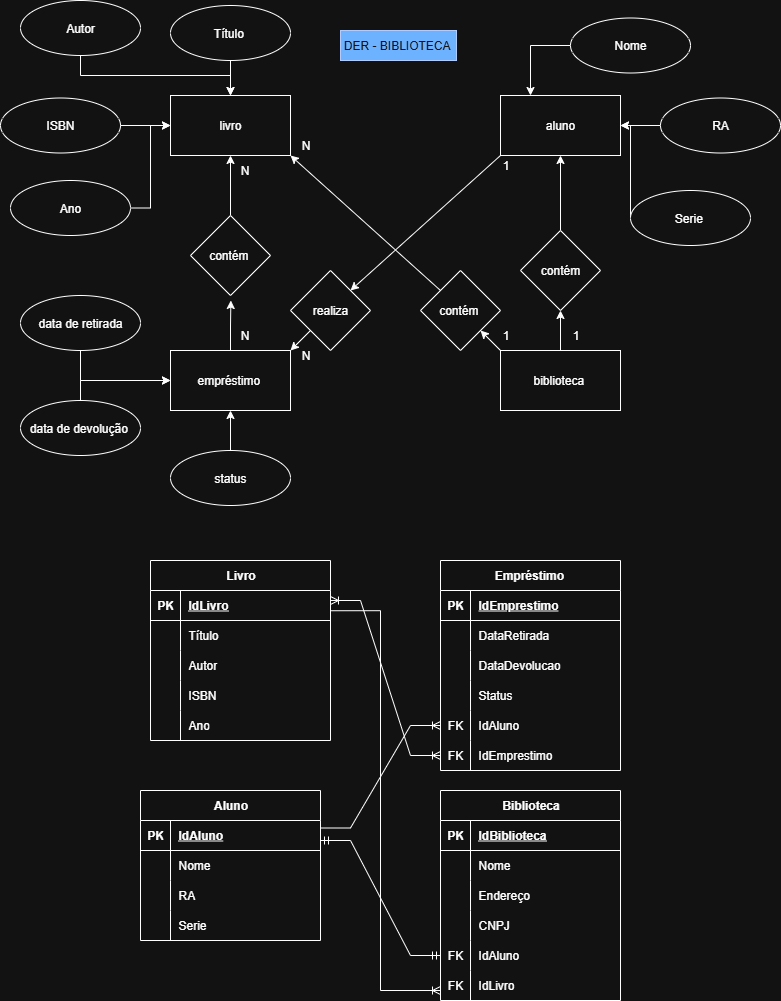 Autor
Título
DER - BIBLIOTECA
Nome
ISBN
livro
aluno
RA
N
N
1
Ano
Serie
contém
contém
realiza
contém
data de retirada
N
N
1
1
empréstimo
biblioteca
data de devolução
status
Livro
PK IdLivro
Título
Autor
ISBN
Ano
Empréstimo
PK IdEmprestimo
DataRetirada
DataDevolucao
Status
FK IdAluno
FK IdEmprestimo
Aluno
PK IdAluno
Nome
RA
Serie
Biblioteca
PK IdBiblioteca
Nome
Endereço
CNPJ
FK IdAluno
FK IdLivro